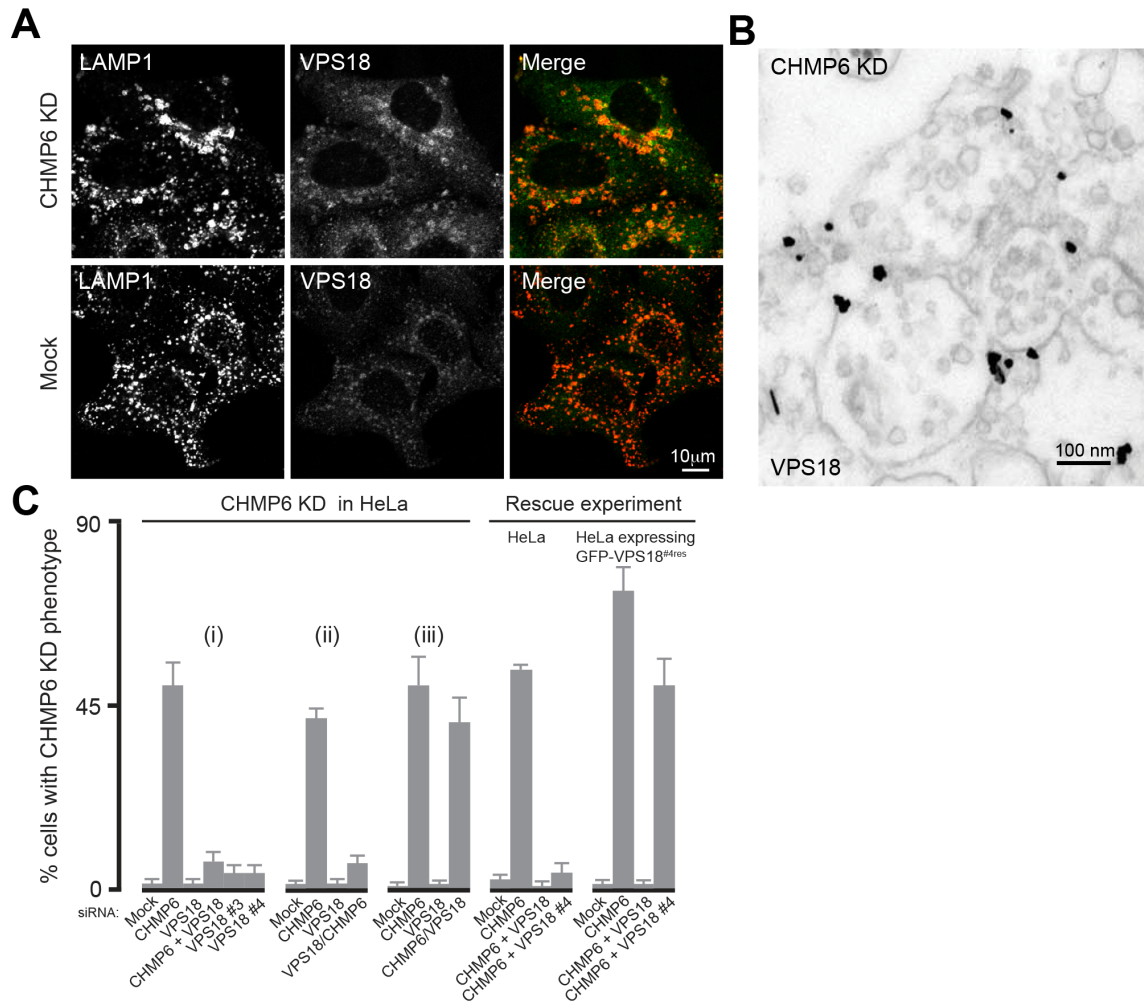 A
LAMP1
VPS18
Merge
CHMP6 KD
LAMP1
VPS18
Merge
Mock
10μm
B
CHMP6 KD
VPS18
100 nm
C
CHMP6 KD in HeLa
Rescue experiment
HeLa
HeLa expressing
GFP-VPS18#4res
% cells with CHMP6 KD phenotype
90
45
0
(i)
(ii)
(iii)
siRNA:
Mock
CHMP6
VPS18
CHMP6 + VPS18
VPS18 #3
VPS18 #4
Mock
CHMP6
VPS18
VPS18/CHMP6
Mock
CHMP6
VPS18
CHMP6/VPS18
Mock
CHMP6
CHMP6 + VPS18
CHMP6 + VPS18 #4
Mock
CHMP6
CHMP6 + VPS18
CHMP6 + VPS18 #4